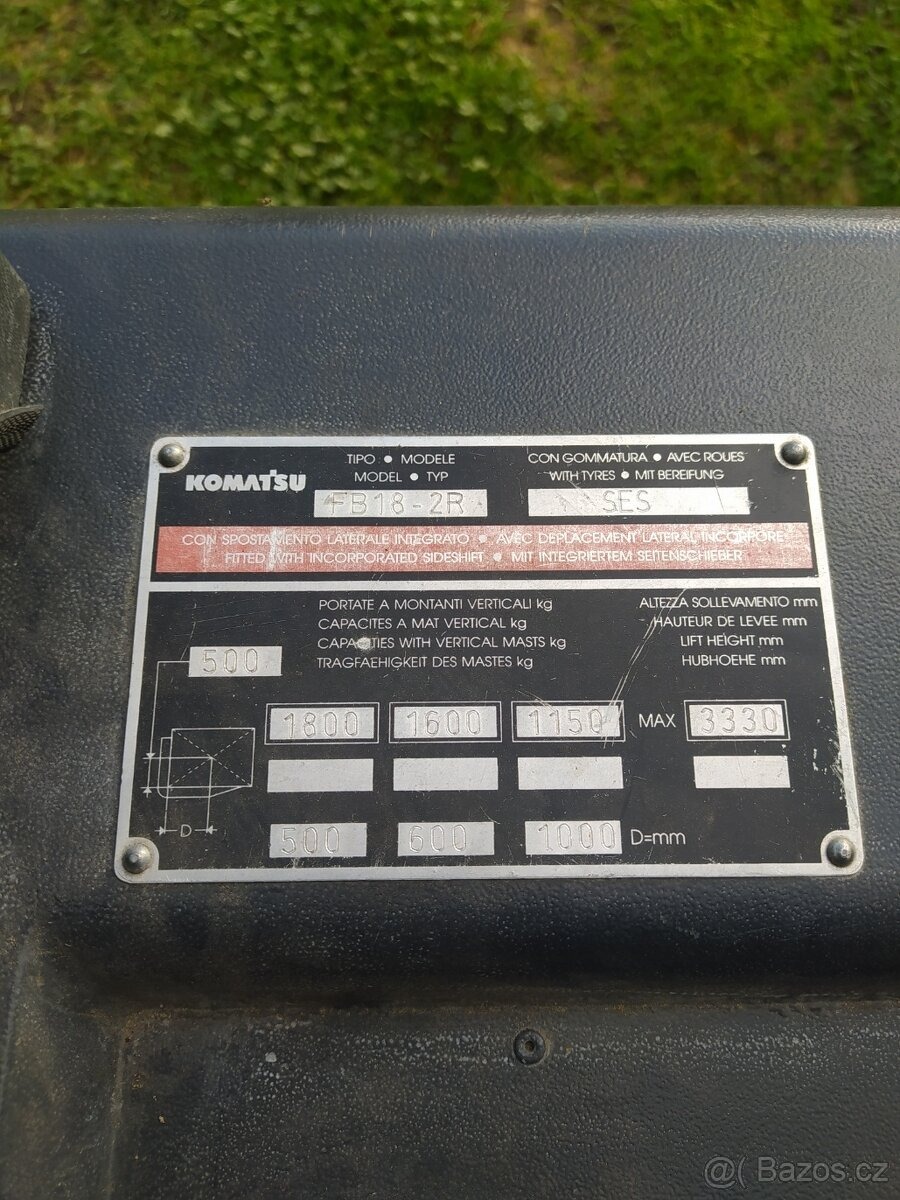 KOMATSU
TIPO • MODELE
MODEL • TYP
FB18-2R
CON GOMMATURA • AVEC ROUES
WITH TYRES • MIT BEREIFUNG
SES
CON SPOSTAMENTO LATERALE INTEGRATO • AVEC DEPLACEMENT LATERAL INCORPORE
FITTED WITH INCORPORATED SIDESHIFT • MIT INTEGRIERTEM SEITENSCHIEBER
PORTATE A MONTANTI VERTICALI kg
CAPACITES A MAT VERTICAL kg
CAPACITIES WITH VERTICAL MASTS kg
TRAGFAEHIGKEIT DES MASTES kg
ALTEZZA SOLLEVAMENTO mm
HAUTEUR DE LEVEE mm
LIFT HEIGHT mm
HUBHOEHE mm
500
1800 1600 1150 MAX 3330
D
500 600 1000 D=mm
@( Bazos.cz